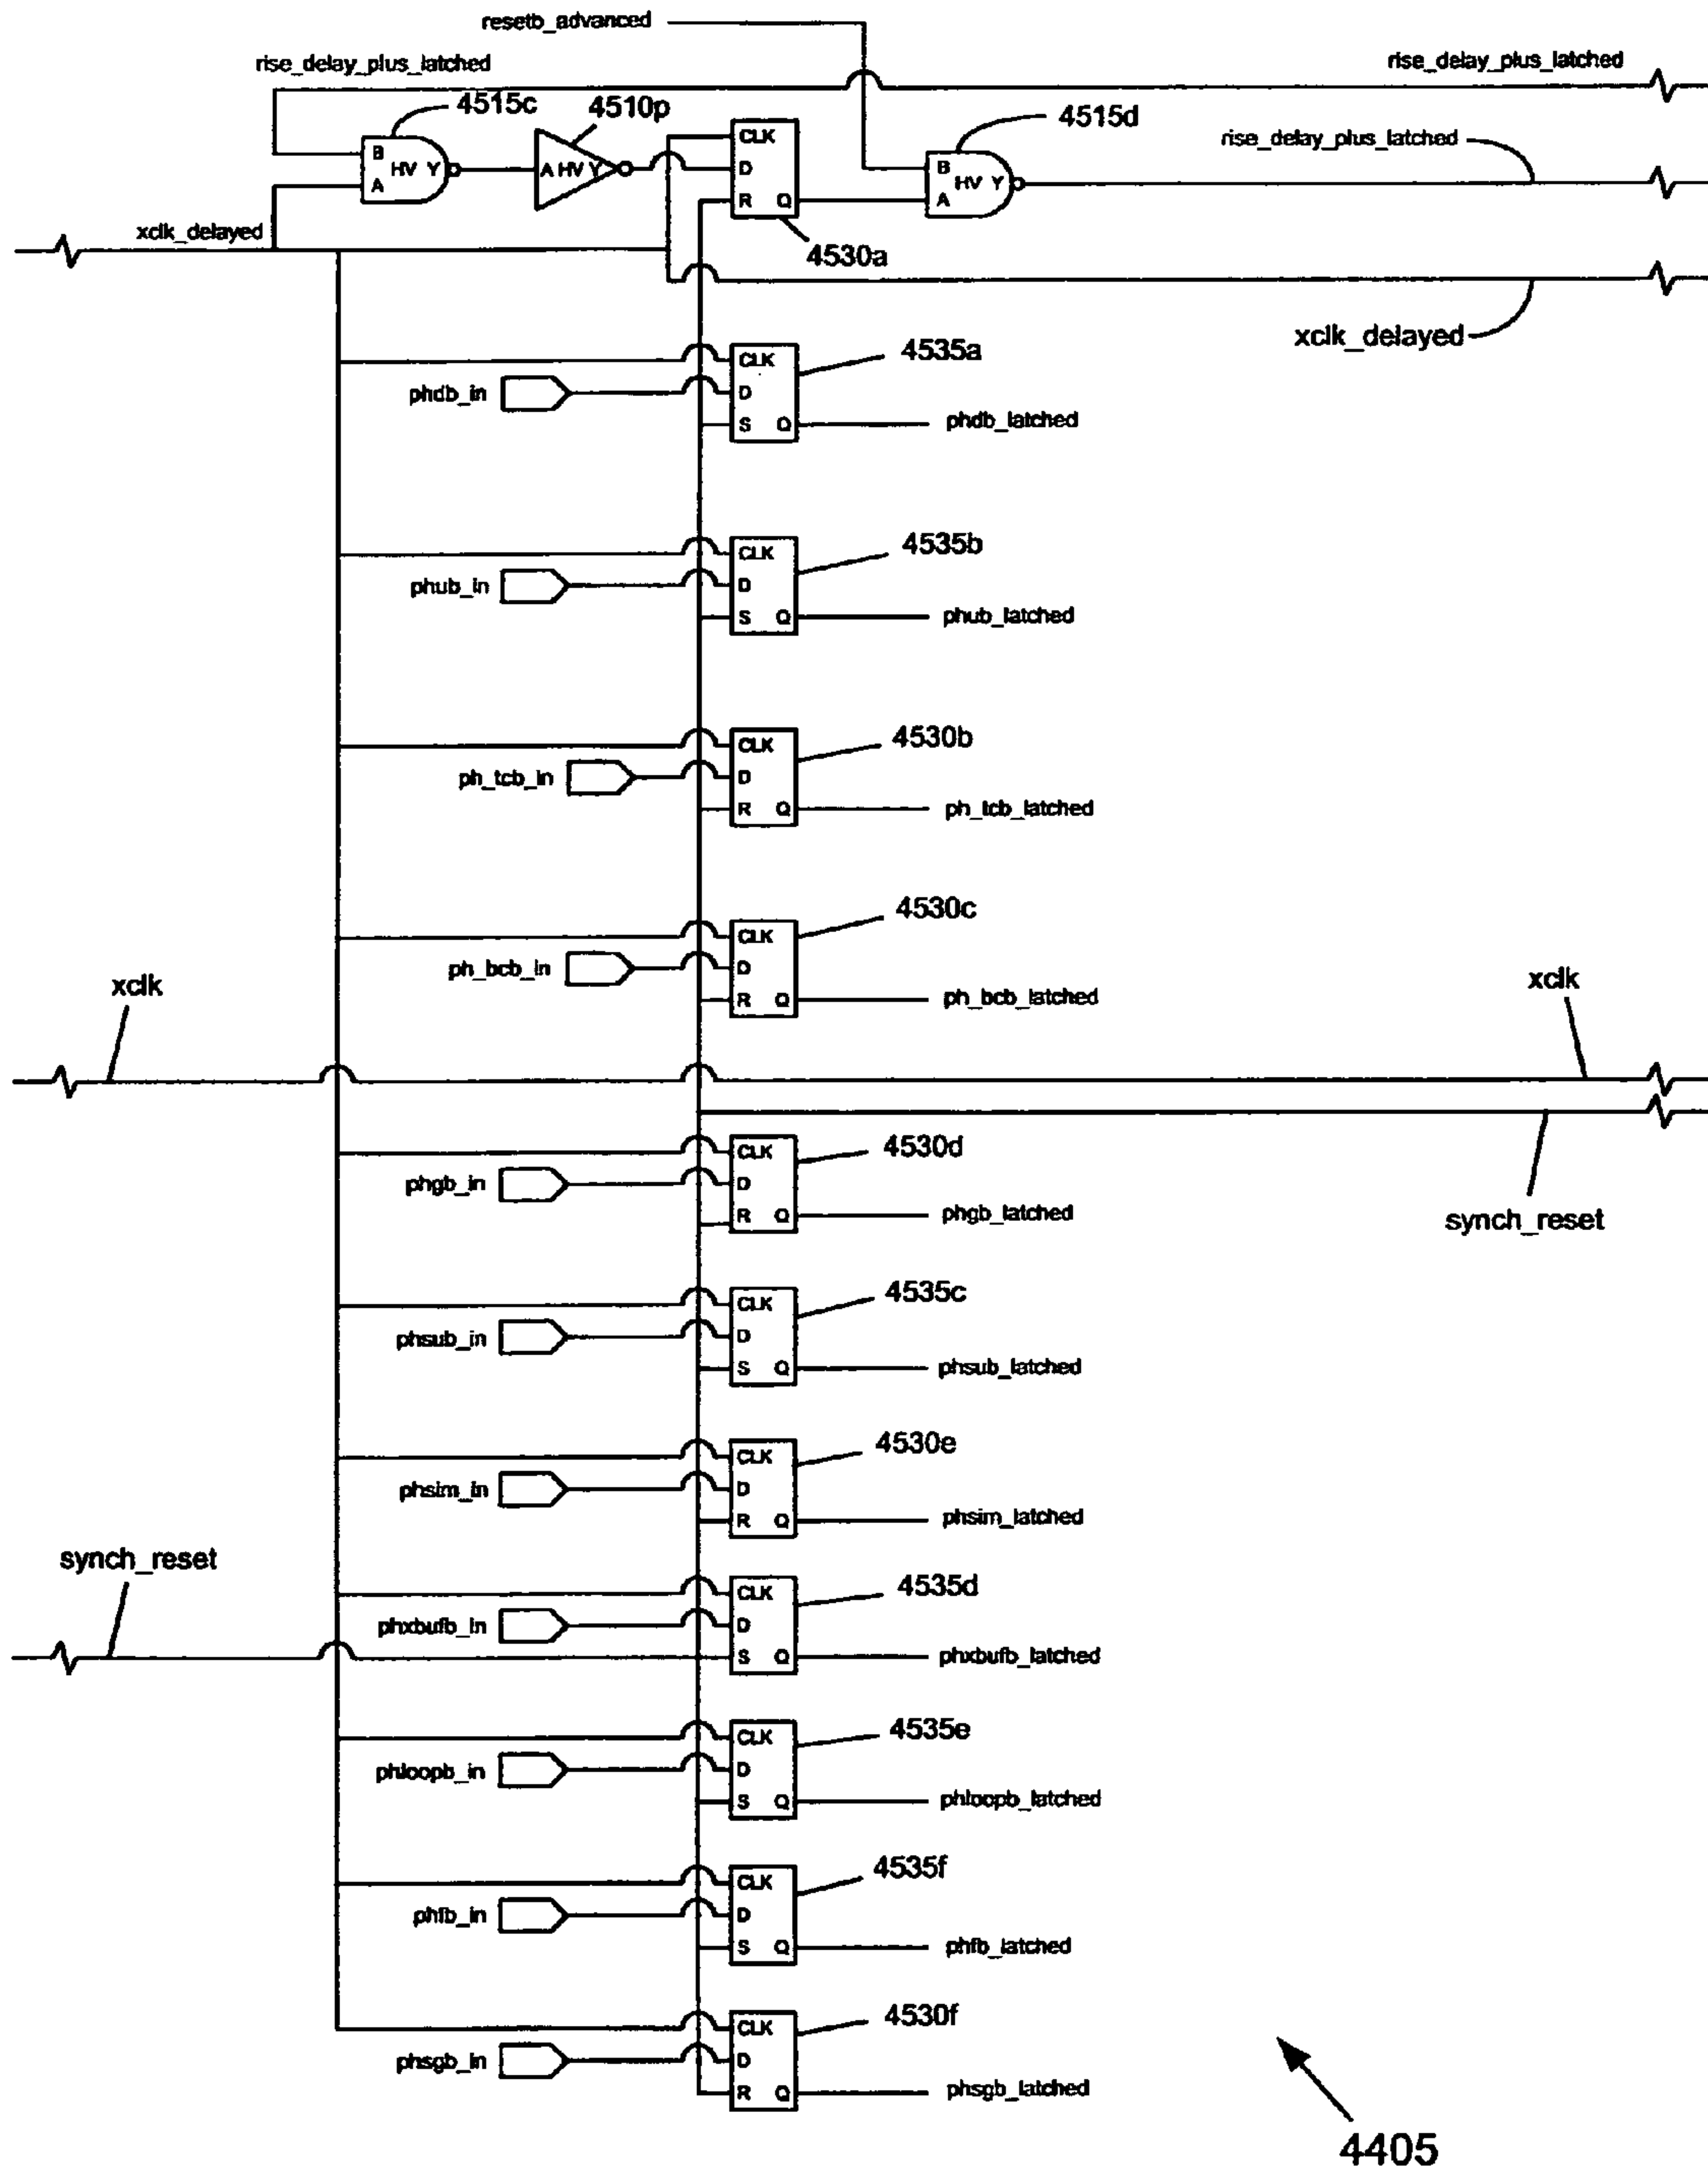 resetb_advanced
rise_delay_plus_latched
rise_delay_plus_latched
4515c
4510p
4515d
rise_delay_plus_latched
B
HV Y
A
A HV Y
CLK
D
R Q
B
HV Y
A
xclk_delayed
4530a
xclk_delayed
CLK
4535a
phdb_in
D
S Q
phdb_latched
CLK
4535b
phub_in
D
S Q
phub_latched
CLK
4530b
ph_tcb_in
D
R Q
ph_tcb_latched
CLK
4530c
ph_bcb_in
D
R Q
ph_bcb_latched
xclk
xclk
CLK
4530d
phgb_in
D
R Q
phgb_latched
synch_reset
CLK
4535c
phsub_in
D
S Q
phsub_latched
CLK
4530e
phsim_in
D
R Q
phsim_latched
synch_reset
CLK
4535d
phxbufb_in
D
S Q
phxbufb_latched
CLK
4535e
phloopb_in
D
S Q
phloopb_latched
CLK
4535f
phfb_in
D
S Q
phfb_latched
CLK
4530f
phsgb_in
D
R Q
phsgb_latched
4405